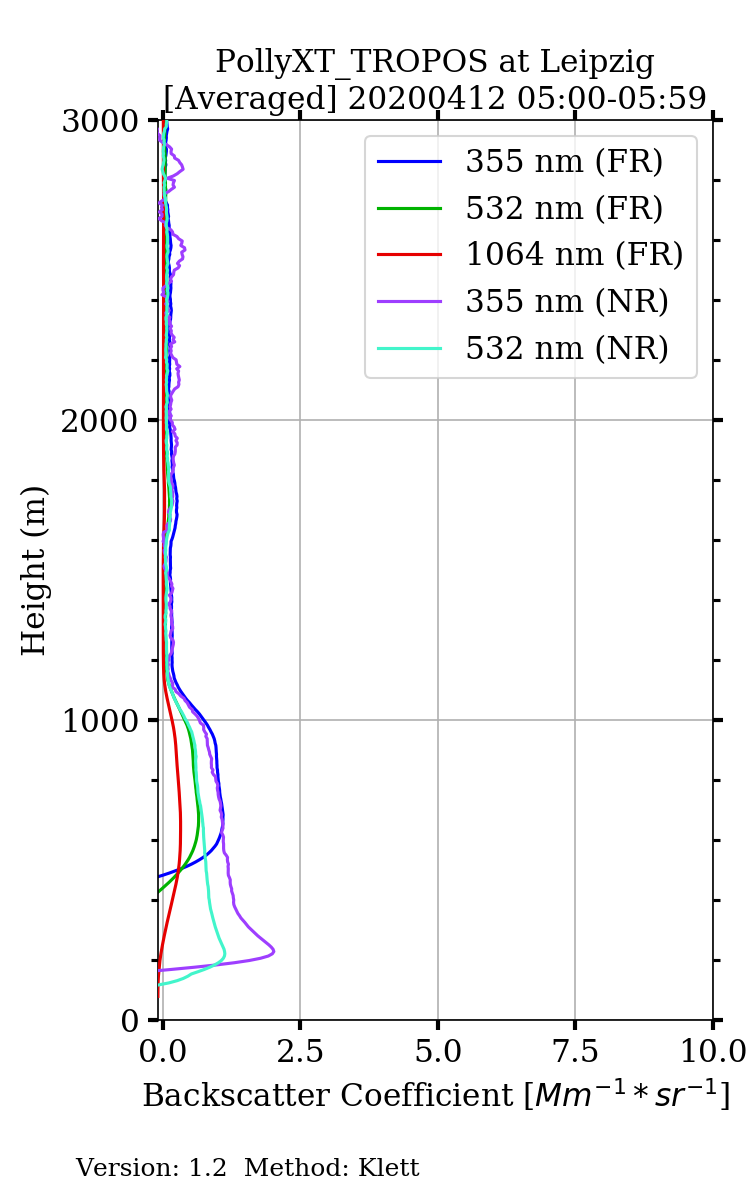 PollyXT_TROPOS at Leipzig
[Averaged] 20200412 05:00-05:59
3000
2000
1000
0
Height (m)
355 nm (FR)
532 nm (FR)
1064 nm (FR)
355 nm (NR)
532 nm (NR)
0.0 2.5 5.0 7.5 10.0
Backscatter Coefficient [Mm⁻¹ * sr⁻¹]
Version: 1.2 Method: Klett